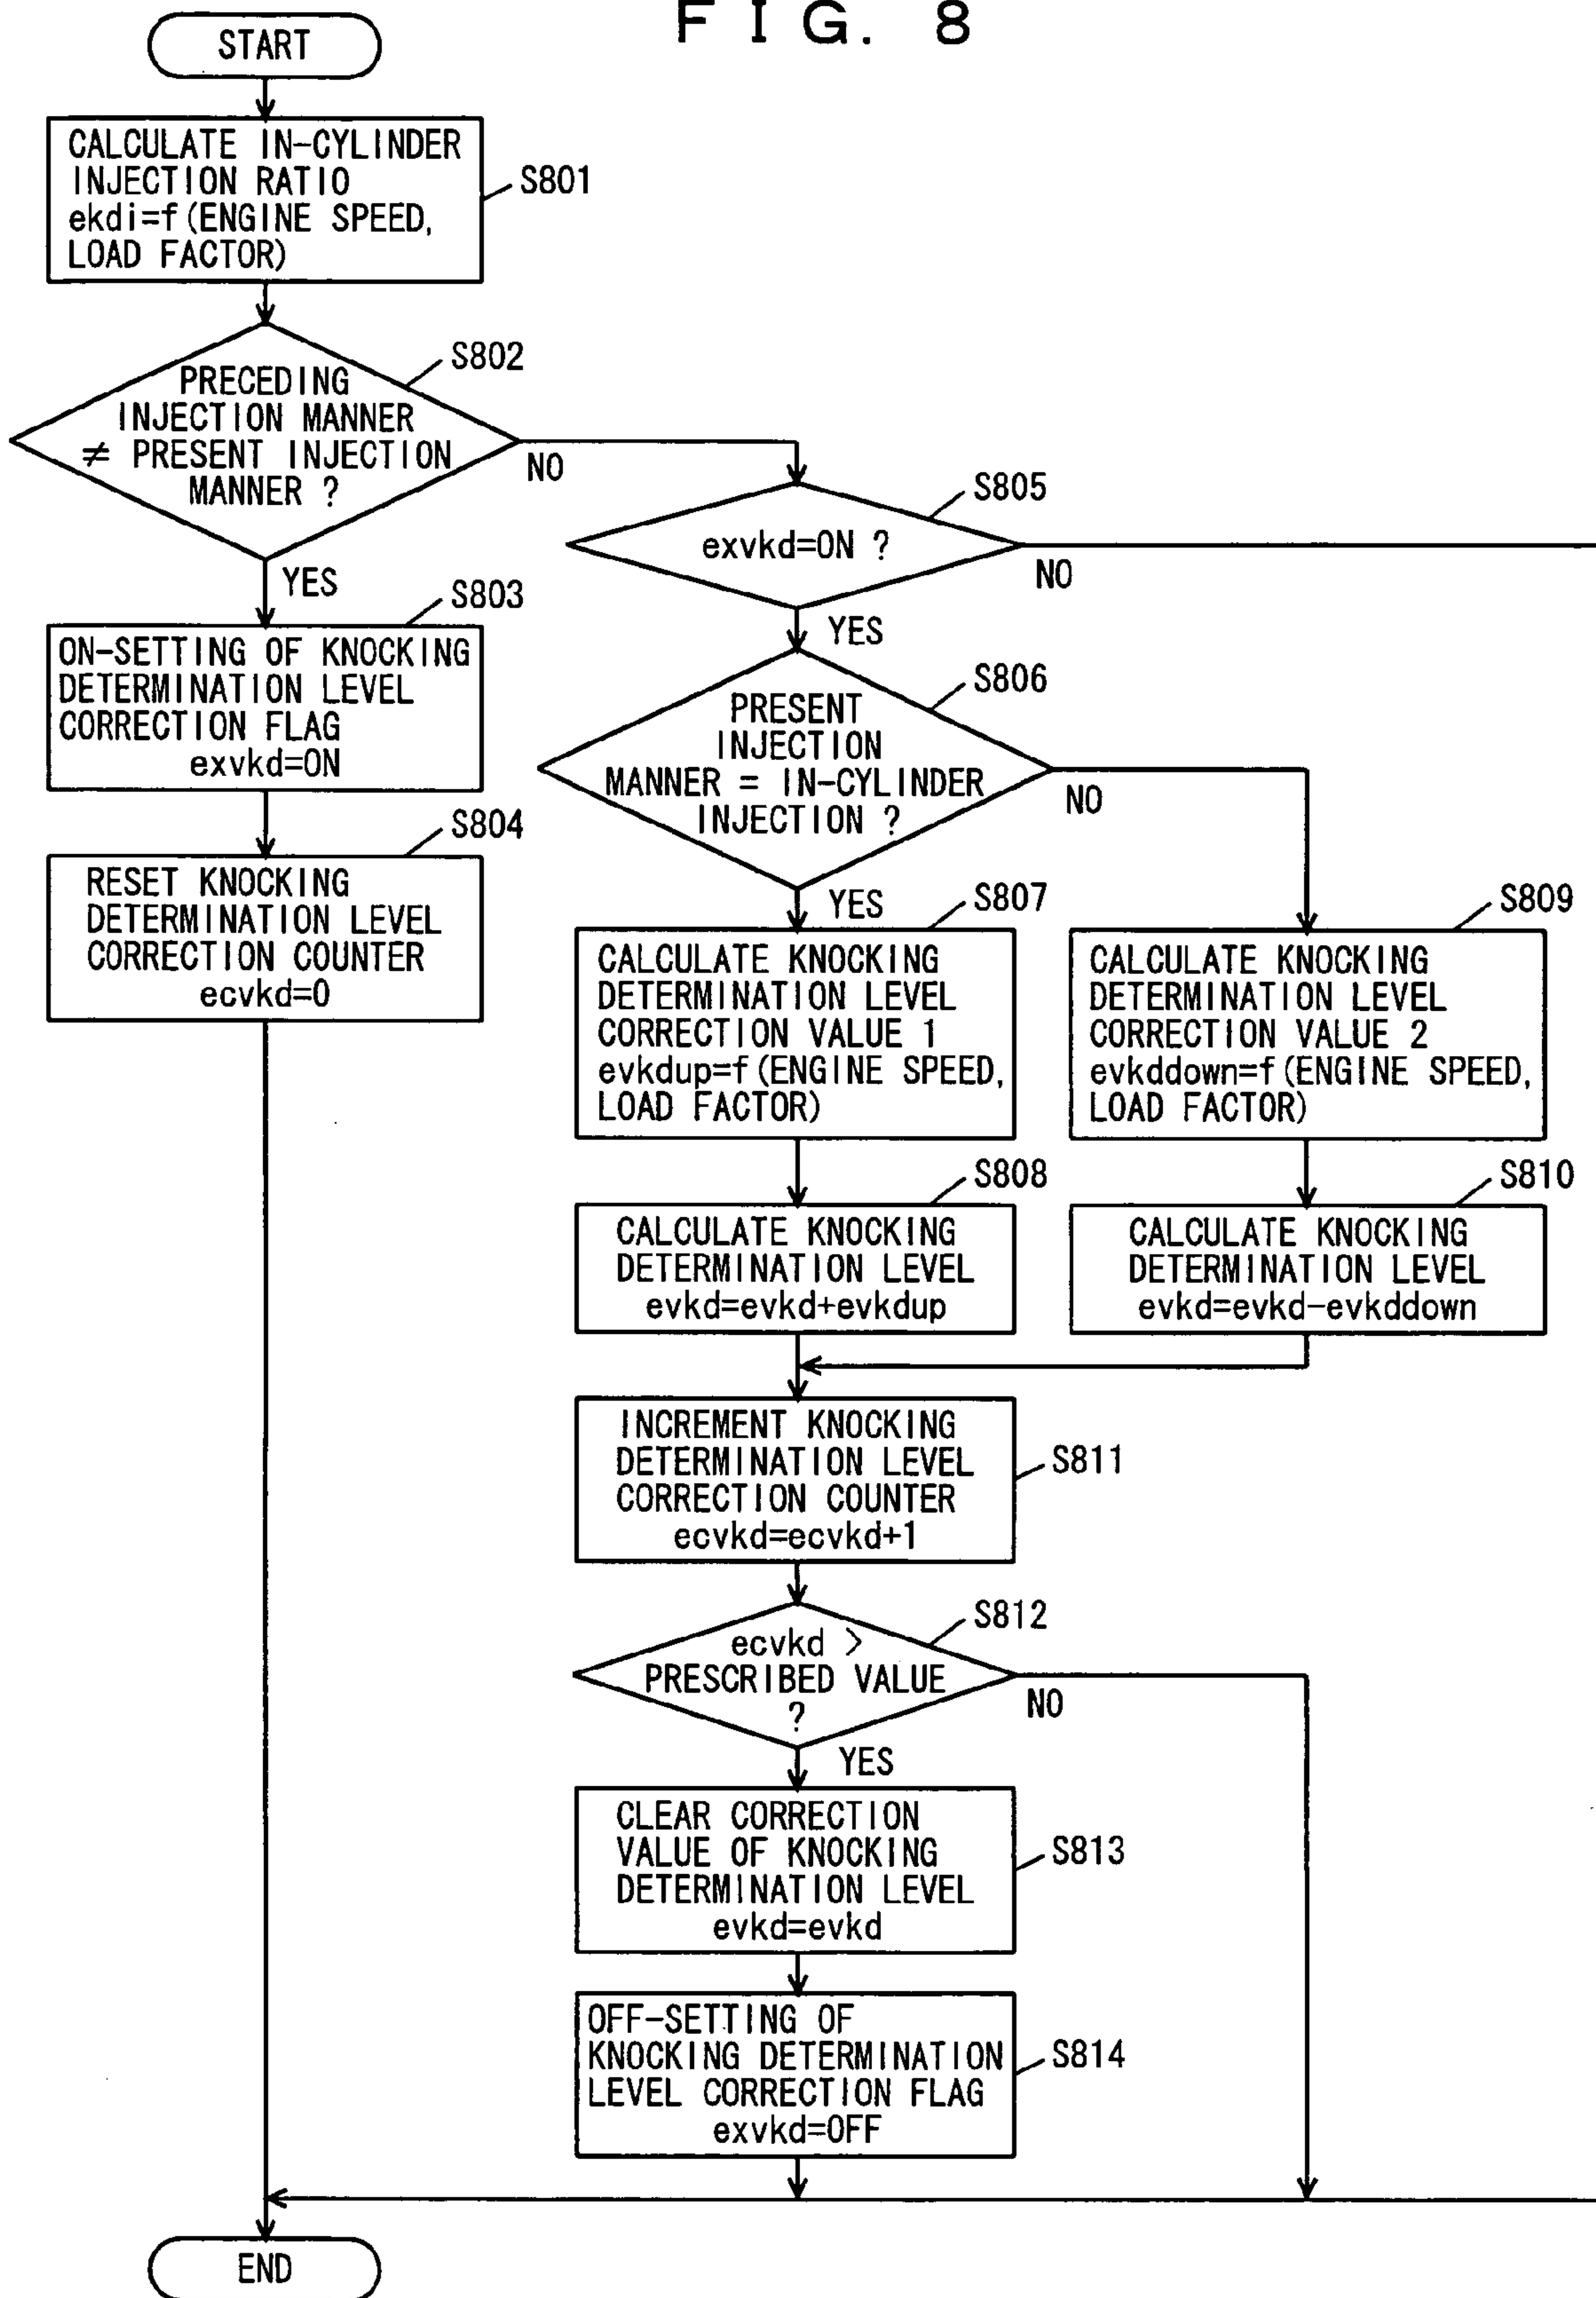 FIG. 8
START
CALCULATE IN-CYLINDER
INJECTION RATIO
ekdi=f(ENGINE SPEED,
LOAD FACTOR)
S801
PRECEDING
INJECTION MANNER
≠ PRESENT INJECTION
MANNER ?
S802
NO
YES
ON-SETTING OF KNOCKING
DETERMINATION LEVEL
CORRECTION FLAG
exvkd=ON
S803
RESET KNOCKING
DETERMINATION LEVEL
CORRECTION COUNTER
ecvkd=0
S804
exvkd=ON ?
S805
NO
YES
PRESENT
INJECTION
MANNER = IN-CYLINDER
INJECTION ?
S806
NO
YES
CALCULATE KNOCKING
DETERMINATION LEVEL
CORRECTION VALUE 1
evkdup=f(ENGINE SPEED,
LOAD FACTOR)
S807
CALCULATE KNOCKING
DETERMINATION LEVEL
evkd=evkd+evkdup
S808
CALCULATE KNOCKING
DETERMINATION LEVEL
CORRECTION VALUE 2
evkddown=f(ENGINE SPEED,
LOAD FACTOR)
S809
CALCULATE KNOCKING
DETERMINATION LEVEL
evkd=evkd-evkddown
S810
INCREMENT KNOCKING
DETERMINATION LEVEL
CORRECTION COUNTER
ecvkd=ecvkd+1
S811
ecvkd >
PRESCRIBED VALUE
?
S812
NO
YES
CLEAR CORRECTION
VALUE OF KNOCKING
DETERMINATION LEVEL
evkd=evkd
S813
OFF-SETTING OF
KNOCKING DETERMINATION
LEVEL CORRECTION FLAG
exvkd=OFF
S814
END